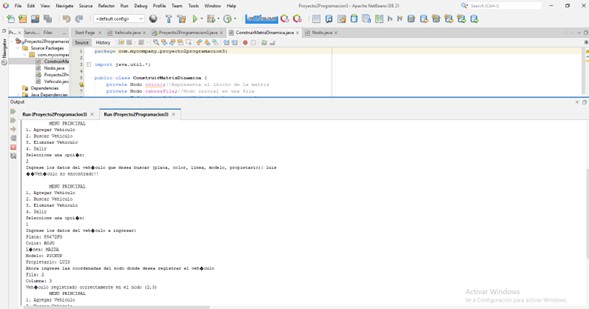 File Edit View Navigate Source Refactor Run Debug Profile Team Tools Window Help
Proyecto2Programacion3 - Apache NetBeans IDE 21
Search (Ctrl+I)
<default config>
Servic... Files
Start Page Vehiculo.java Proyecto2Programacion3.java ConstruirMatrizDinamica.java Nodo.java
Navigator
Proyecto2Programacion3
Source Packages
com.mycompany
ConstruirMa
Nodo.java
Proyecto2Pr
Vehiculo.jav
Dependencies
Java Dependencies
Source History
1 package com.mycompany.proyecto2programacion3;
2
3 import java.util.*;
4
5 public class ConstruirMatrizDinamica {
private Nodo //Representa el inicio de la matriz
private Nodo cabezaFila;//Nodo inicial en una fila
Output
Run (Proyecto2Programacion3) Run (Proyecto2Programacion3)
MENU PRINCIPAL
1. Agregar Vehiculo
2. Buscar Vehiculo
3. Eliminar Vehiculo
4. Salir
Seleccione una opci�n:
2
Ingrese los datos del veh�culo que desea buscar (placa, color, linea, modelo, propietario): luis
��Veh�culo no encontrado!!
MENU PRINCIPAL
1. Agregar Vehiculo
2. Buscar Vehiculo
3. Eliminar Vehiculo
4. Salir
Seleccione una opci�n:
1
Ingrese los datos del veh�culo a ingresar:
Placa:
Color: ROJO
L�nea: MAZDA
Modelo: PICKUP
Propietario: LUIS
Ahora ingrese las coordenadas del nodo donde desea registrar el veh�culo
Fila: 2
Columna: 3
Veh�culo registrado correctamente en el nodo (2,3)
MENU PRINCIPAL
1. Agregar Vehiculo
2. Buscar Vehiculo
Activar Windows
Ve a Configuración para activar Windows.